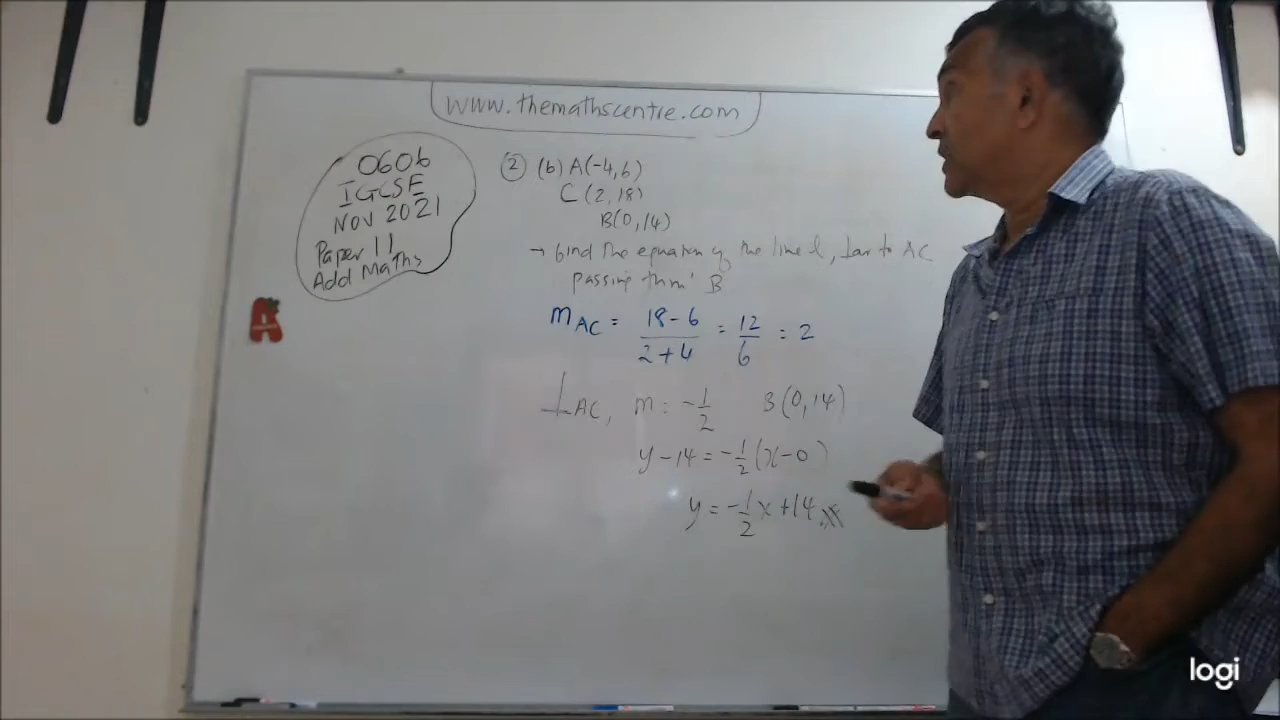 www.themathscentre.com
0606
IGCSE
NOV 2021
Paper 11
Add Maths
② (b) A(-4,6)
C (2, 18)
B(0, 14)
→ find the equation of the line l, ⊥ar to AC
passing thru' B
m AC = 18-6 / 2+4 = 12/6 = 2
⊥ AC, m = -1/2 B(0, 14)
y - 14 = -1/2 (x - 0)
y = -1/2 x + 14
A
logi